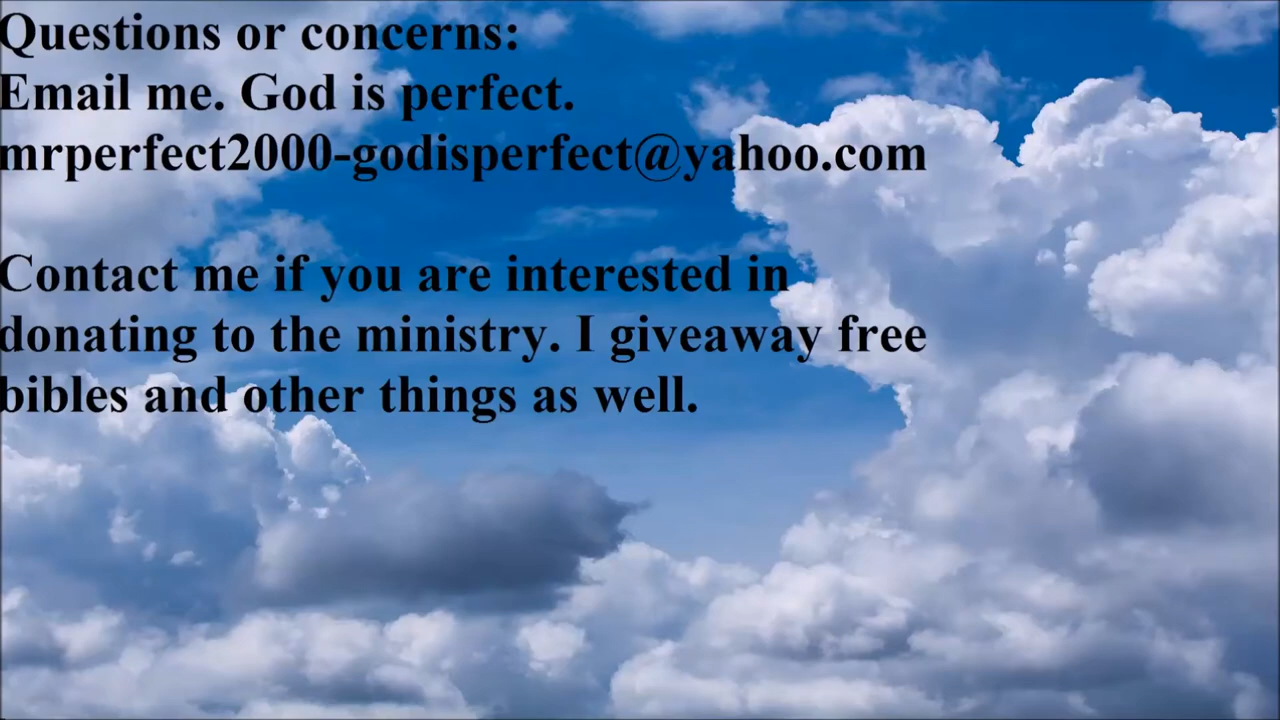 Questions or concerns:
Email me. God is perfect.
mrperfect2000-godisperfect@yahoo.com
Contact me if you are interested in
donating to the ministry. I giveaway free
bibles and other things as well.